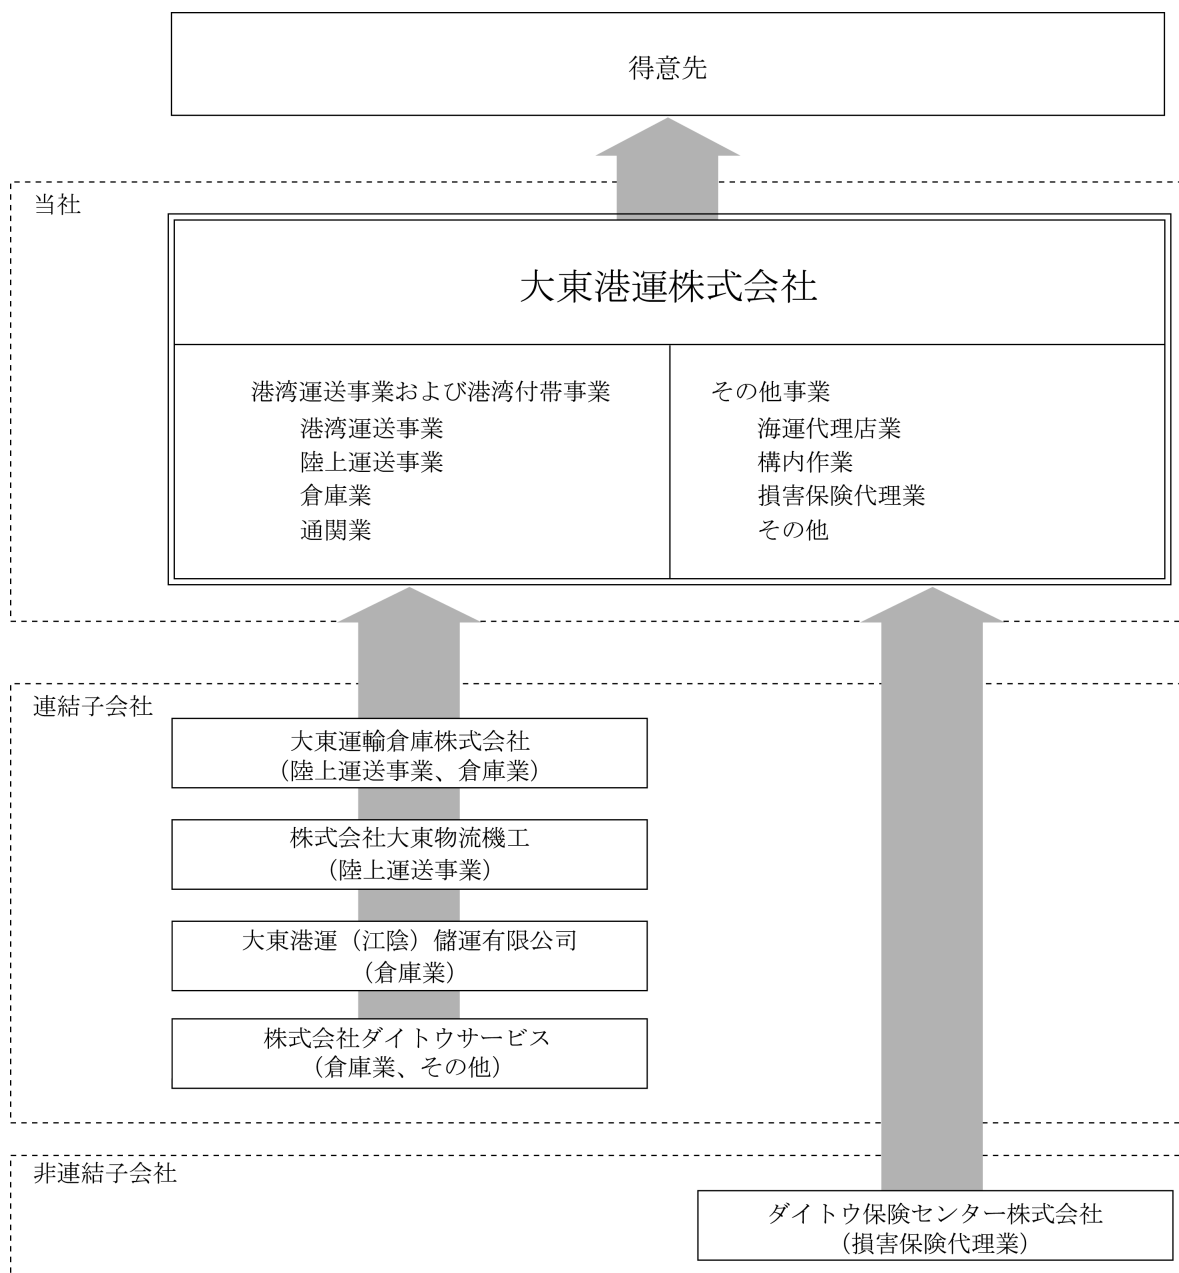 得意先
当社
大東港運株式会社
港湾運送事業および港湾付帯事業
港湾運送事業
陸上運送事業
倉庫業
通関業
その他事業
海運代理店業
構内作業
損害保険代理業
その他
連結子会社
大東運輸倉庫株式会社
（陸上運送事業、倉庫業）
株式会社大東物流機工
（陸上運送事業）
大東港運（江陰）儲運有限公司
（倉庫業）
株式会社ダイトウサービス
（倉庫業、その他）
非連結子会社
ダイトウ保険センター株式会社
（損害保険代理業）